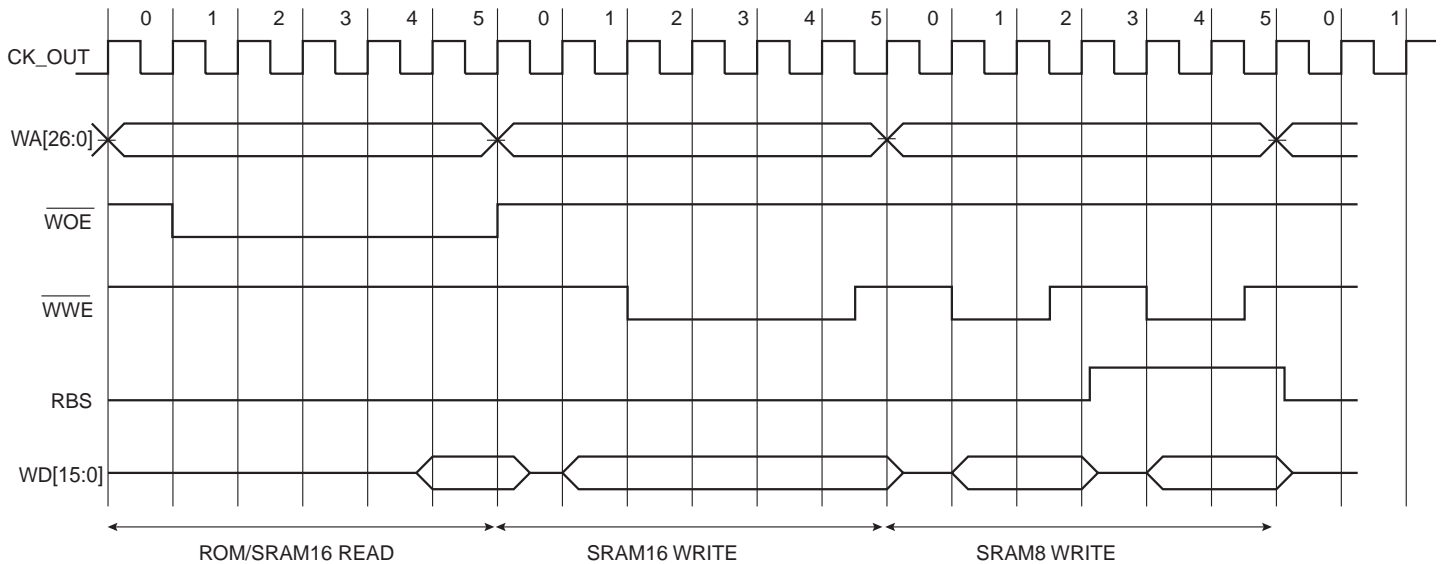 0 1 2 3 4 5 0 1 2 3 4 5 0 1 2 3 4 5 0 1
CK_OUT
WA[26:0]
WOE
WWE
RBS
WD[15:0]
ROM/SRAM16 READ SRAM16 WRITE SRAM8 WRITE